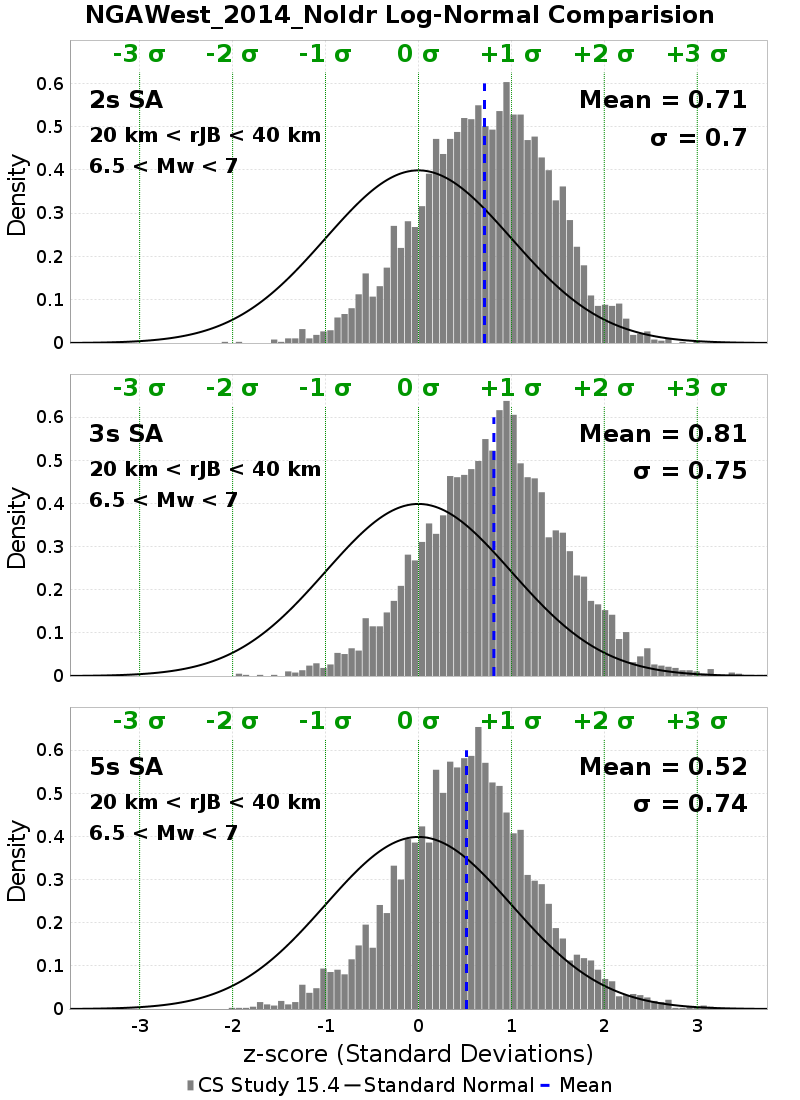 NGAWest_2014_NoIdr Log-Normal Comparision
-3 σ -2 σ -1 σ 0 σ +1 σ +2 σ +3 σ
2s SA
20 km < rJB < 40 km
6.5 < Mw < 7
Mean = 0.71
σ = 0.7
Density
0.6
0.5
0.4
0.3
0.2
0.1
0
-3 σ -2 σ -1 σ 0 σ +1 σ +2 σ +3 σ
3s SA
20 km < rJB < 40 km
6.5 < Mw < 7
Mean = 0.81
σ = 0.75
Density
0.6
0.5
0.4
0.3
0.2
0.1
0
-3 σ -2 σ -1 σ 0 σ +1 σ +2 σ +3 σ
5s SA
20 km < rJB < 40 km
6.5 < Mw < 7
Mean = 0.52
σ = 0.74
Density
0.6
0.5
0.4
0.3
0.2
0.1
0
-3 -2 -1 0 1 2 3
z-score (Standard Deviations)
CS Study 15.4 Standard Normal Mean